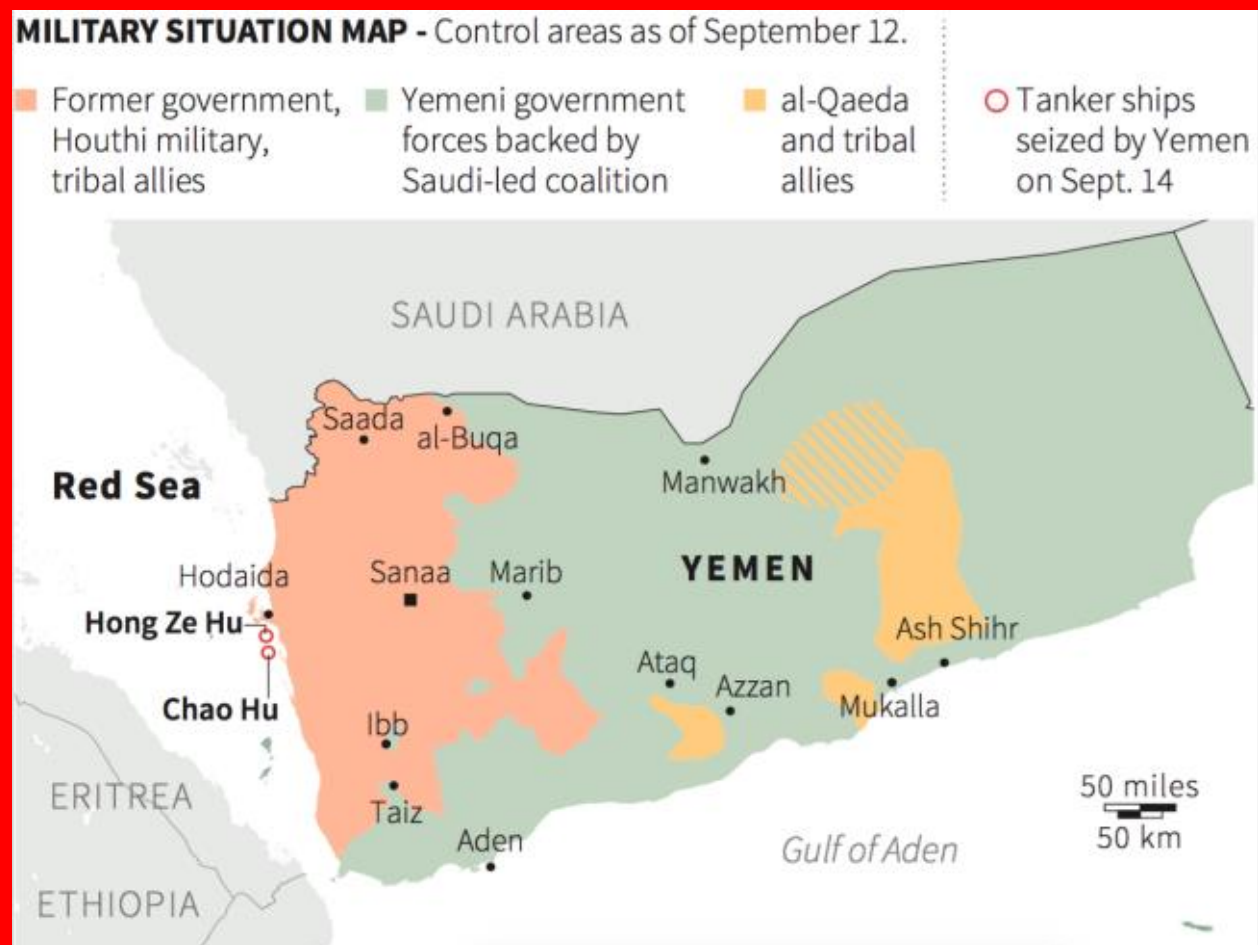 MILITARY SITUATION MAP - Control areas as of September 12.
Former government,
Houthi military,
tribal allies
Yemeni government
forces backed by
Saudi-led coalition
al-Qaeda
and tribal
allies
Tanker ships
seized by Yemen
on Sept. 14
SAUDI ARABIA
Saada
al-Buqa
Manwakh
Red Sea
Hodaida
Sanaa
Marib
YEMEN
Hong Ze Hu
Ash Shihr
Ataq
Azzan
Mukalla
Chao Hu
Ibb
ERITREA
Taiz
50 miles
50 km
Aden
Gulf of Aden
ETHIOPIA